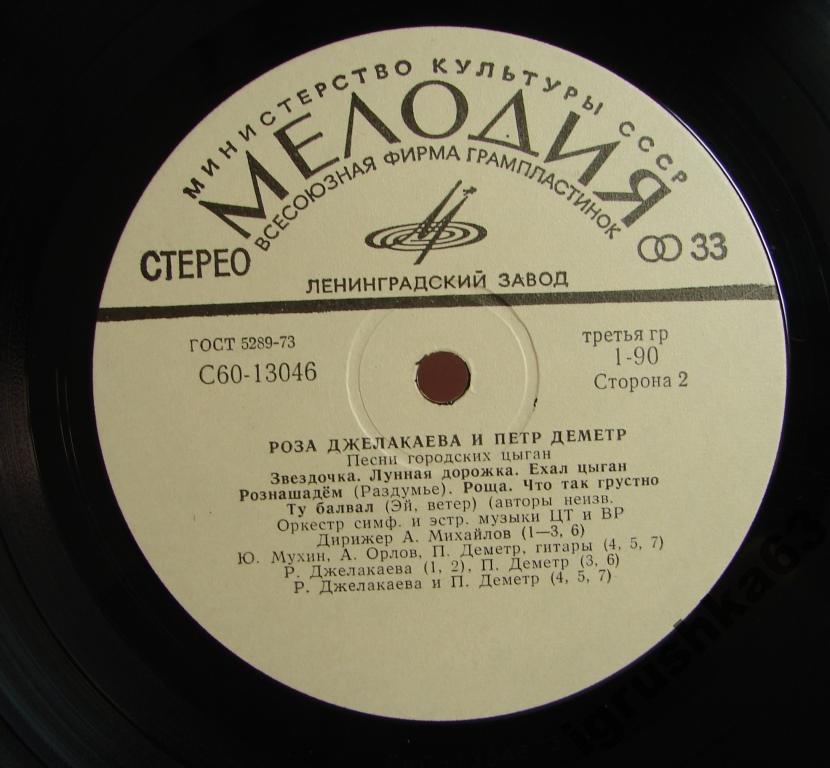 МИНИСТЕРСТВО КУЛЬТУРЫ СССР
МЕЛОДИЯ
ВСЕСОЮЗНАЯ ФИРМА ГРАМПЛАСТИНОК
СТЕРЕО
33
ЛЕНИНГРАДСКИЙ ЗАВОД
ГОСТ 5289-73
С60-13046
третья гр
1-90
Сторона 2
РОЗА ДЖЕЛАКАЕВА И ПЕТР ДЕМЕТР
Песни городских цыган
Звездочка. Лунная дорожка. Ехал цыган
Рознашадём (Раздумье). Роща. Что так грустно
Ту балвал (Эй, ветер) (авторы неизв.
Оркестр симф. и эстр. музыки ЦТ и ВР
Дирижер А. Михайлов (1—3, 6)
Ю. Мухин, А. Орлов, П. Деметр, гитары (4, 5, 7)
Р. Джелакаева (1, 2), П. Деметр (3, 6)
Р. Джелакаева и П. Деметр (4, 5, 7)
igrushka63